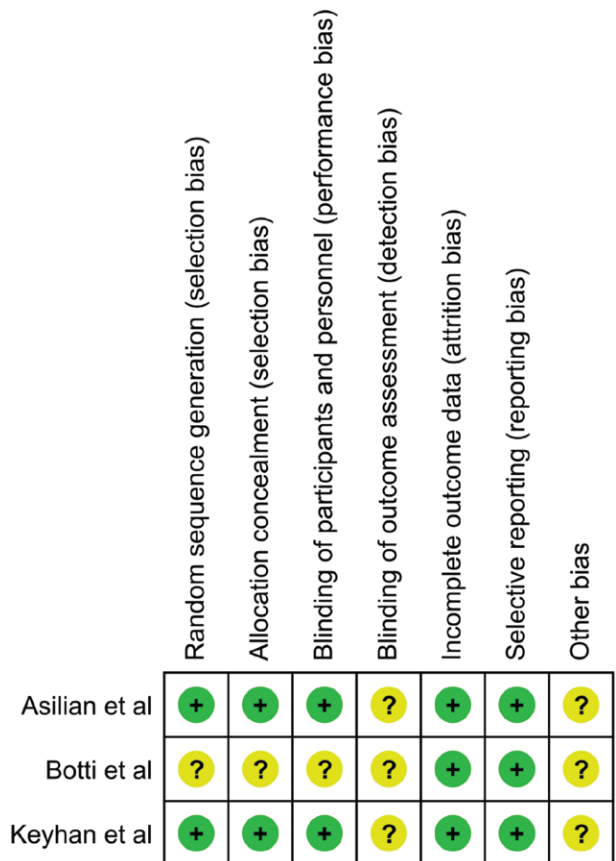 Random sequence generation (selection bias)
Allocation concealment (selection bias)
Blinding of participants and personnel (performance bias)
Blinding of outcome assessment (detection bias)
Incomplete outcome data (attrition bias)
Selective reporting (reporting bias)
Other bias
Asilian et al + + + ? + + ?
Botti et al ? ? ? ? + + ?
Keyhan et al + + + ? + + ?